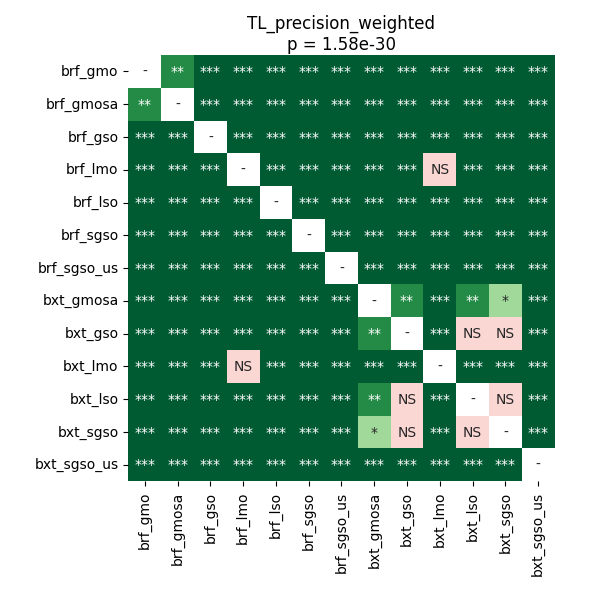 TL_precision_weighted
p = 1.58e-30
brf_gmo - ** *** *** *** *** *** *** *** *** *** *** ***
brf_gmosa ** - *** *** *** *** *** *** *** *** *** *** ***
brf_gso *** *** - *** *** *** *** *** *** *** *** *** ***
brf_lmo *** *** *** - *** *** *** *** *** NS *** *** ***
brf_lso *** *** *** *** - *** *** *** *** *** *** *** ***
brf_sgso *** *** *** *** *** - *** *** *** *** *** *** ***
brf_sgso_us *** *** *** *** *** *** - *** *** *** *** *** ***
bxt_gmosa *** *** *** *** *** *** *** - ** *** ** * ***
bxt_gso *** *** *** *** *** *** *** ** - *** NS NS ***
bxt_lmo *** *** *** NS *** *** *** *** *** - *** *** ***
bxt_lso *** *** *** *** *** *** *** ** NS *** - NS ***
bxt_sgso *** *** *** *** *** *** *** * NS *** NS - ***
bxt_sgso_us *** *** *** *** *** *** *** *** *** *** *** *** -
brf_gmo
brf_gmosa
brf_gso
brf_lmo
brf_lso
brf_sgso
brf_sgso_us
bxt_gmosa
bxt_gso
bxt_lmo
bxt_lso
bxt_sgso
bxt_sgso_us